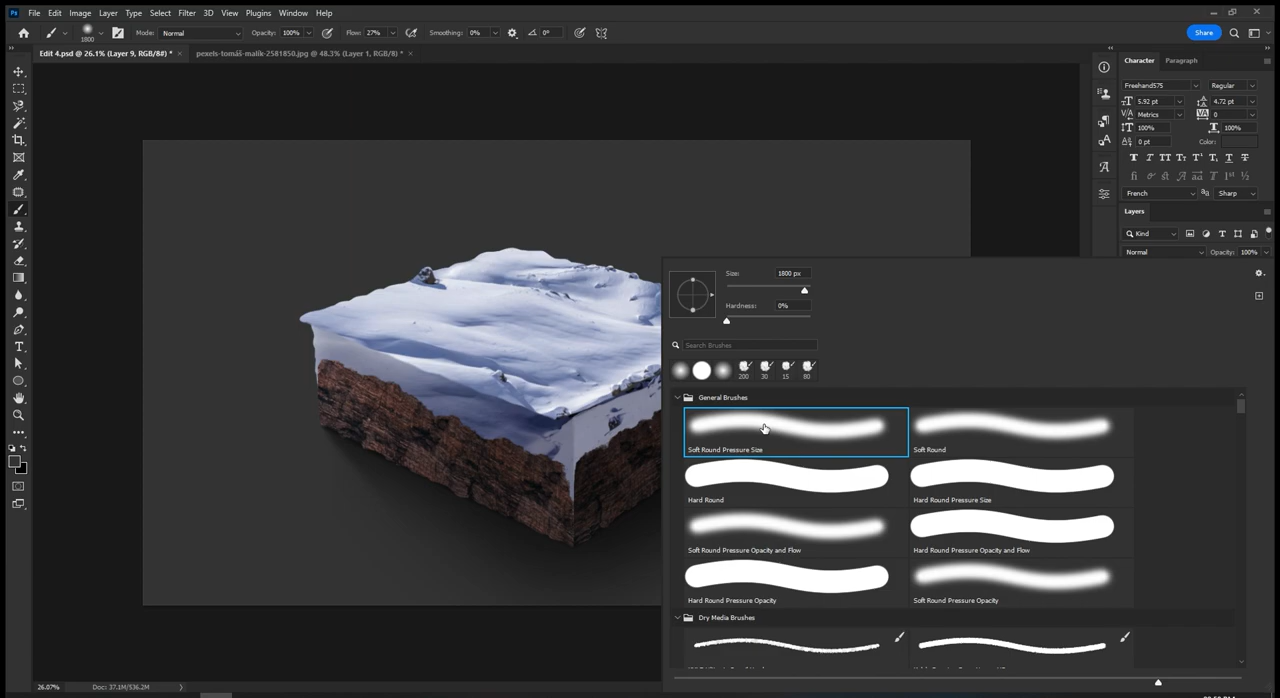 Ps File Edit Image Layer Type Select Filter 3D View Plugins Window Help
1800 Mode: Normal Opacity: 100% Flow: 27% Smoothing: 0% 0° Share
Edit 4.psd @ 26.1% (Layer 9, RGB/8#) * × pexels-tomáš-malík-2581850.jpg @ 48.3% (Layer 1, RGB/8) * ×
Character Paragraph
Freehand575 Regular
5.92 pt 4.72 pt
Metrics 0
100% 100%
0 pt Color:
French Sharp
Layers
Kind
Normal Opacity: 100%
Size: 1800 px
Hardness: 0%
Search Brushes
200 30 15 80
General Brushes
Soft Round Pressure Size Soft Round
Hard Round Hard Round Pressure Size
Soft Round Pressure Opacity and Flow Hard Round Pressure Opacity and Flow
Hard Round Pressure Opacity Soft Round Pressure Opacity
Dry Media Brushes
26.07% Doc: 37.1M/536.2M